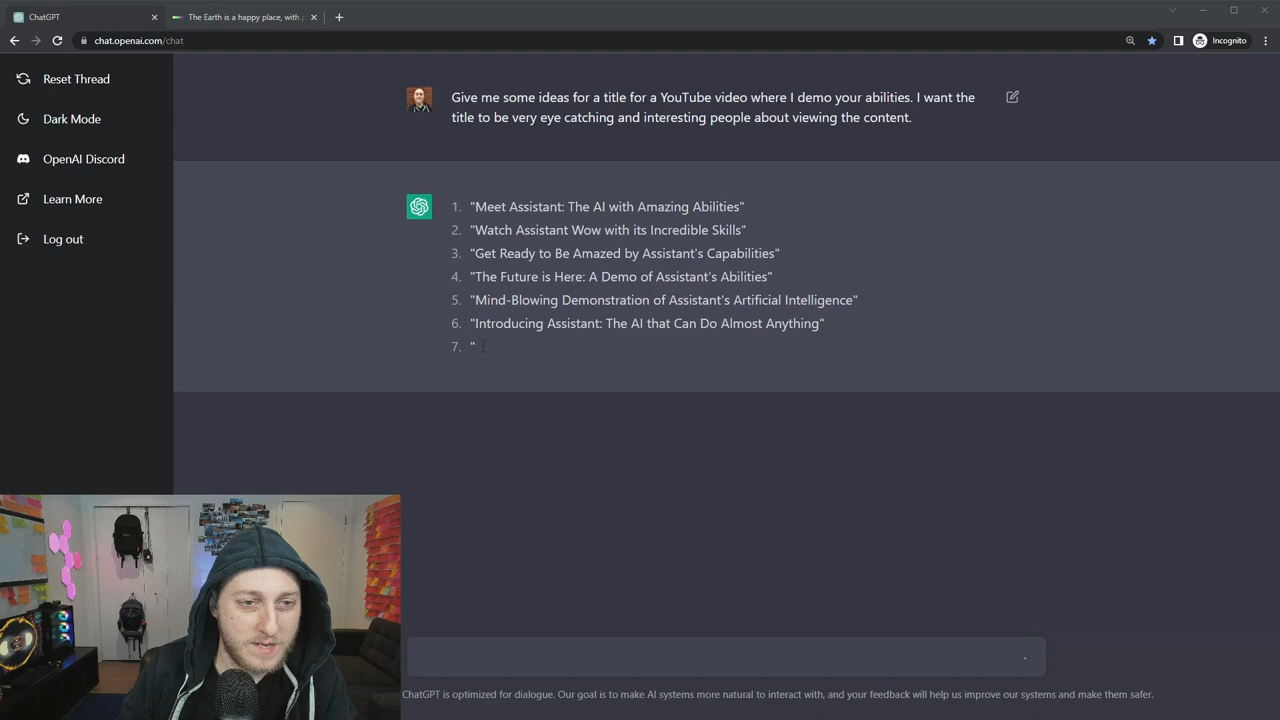 ChatGPT
The Earth is a happy place, with p
chat.openai.com/chat
Incognito
Reset Thread
Dark Mode
OpenAI Discord
Learn More
Log out
Give me some ideas for a title for a YouTube video where I demo your abilities. I want the
title to be very eye catching and interesting people about viewing the content.
1. "Meet Assistant: The AI with Amazing Abilities"
2. "Watch Assistant Wow with its Incredible Skills"
3. "Get Ready to Be Amazed by Assistant's Capabilities"
4. "The Future is Here: A Demo of Assistant's Abilities"
5. "Mind-Blowing Demonstration of Assistant's Artificial Intelligence"
6. "Introducing Assistant: The AI that Can Do Almost Anything"
7. "
ChatGPT is optimized for dialogue. Our goal is to make AI systems more natural to interact with, and your feedback will help us improve our systems and make them safer.